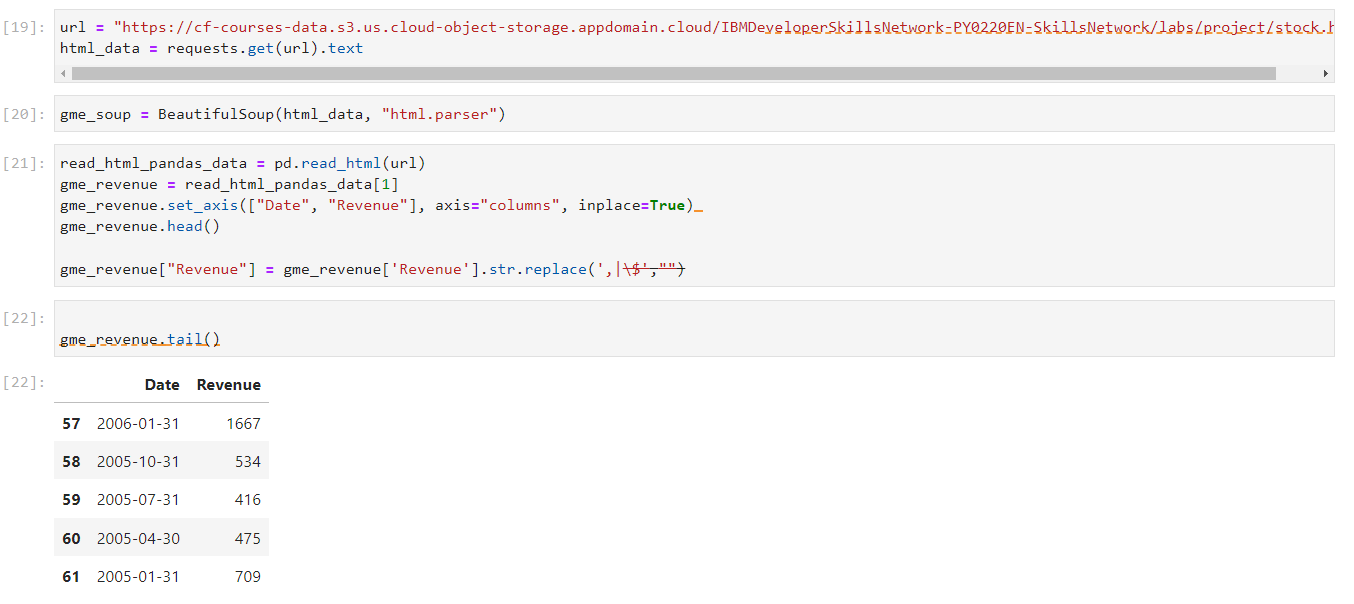 [19]: url = "https://cf-courses-data.s3.us.cloud-object-storage.appdomain.cloud/IBMDeveloperSkillsNetwork-PY0220EN-SkillsNetwork/labs/project/stock.h
html_data = requests.get(url).text
[20]: gme_soup = BeautifulSoup(html_data, "html.parser")
[21]: read_html_pandas_data = pd.read_html(url)
gme_revenue = read_html_pandas_data[1]
gme_revenue.set_axis(["Date", "Revenue"], axis="columns", inplace=True)
gme_revenue.head()
gme_revenue["Revenue"] = gme_revenue['Revenue'].str.replace(',|\$',"")
[22]:
gme_revenue.tail()
[22]: Date Revenue
57 2006-01-31 1667
58 2005-10-31 534
59 2005-07-31 416
60 2005-04-30 475
61 2005-01-31 709